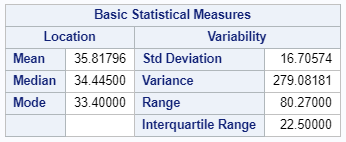 Basic Statistical Measures
Location Variability
Mean 35.81796 Std Deviation 16.70574
Median 34.44500 Variance 279.08181
Mode 33.40000 Range 80.27000
Interquartile Range 22.50000